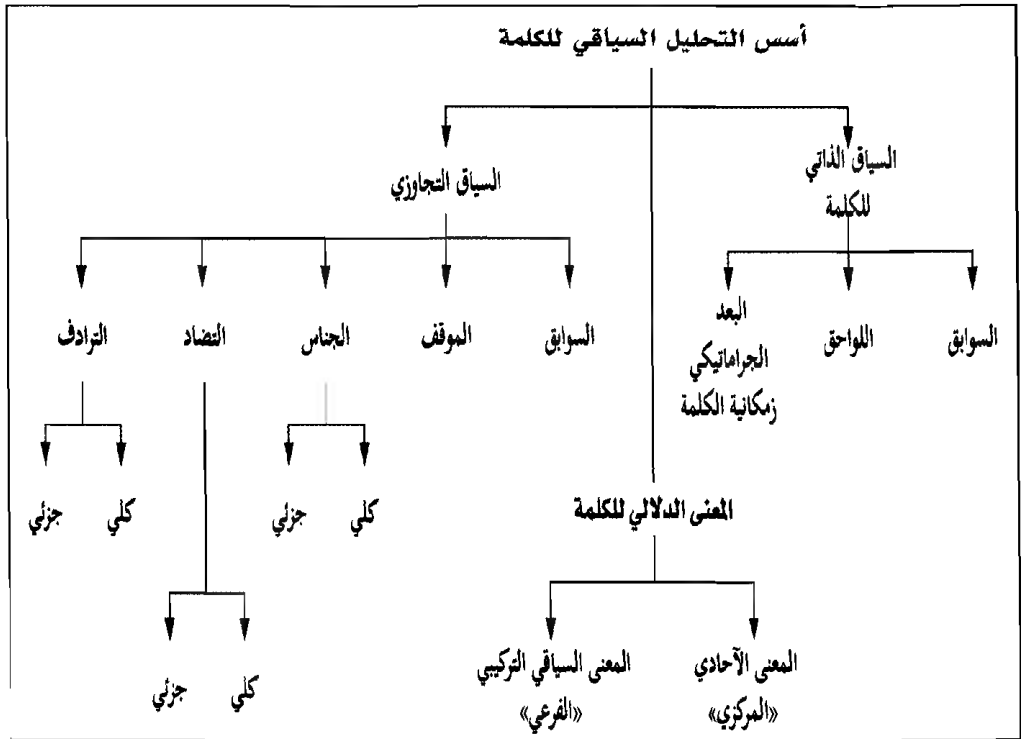 أسس التحليل السياقي للكلمة
السياق الذاتي
للكلمة
السياق التجاوزي
السوابق
اللواحق
البعد
الجراماتيكي
زمكانية الكلمة
السوابق
الموقف
الجناس
التضاد
الترادف
كلي
جزئي
كلي
جزئي
كلي
جزئي
المعنى الدلالي للكلمة
المعنى الآحادي
«المركزي»
المعنى السياقي التركيبي
«الفرعي»